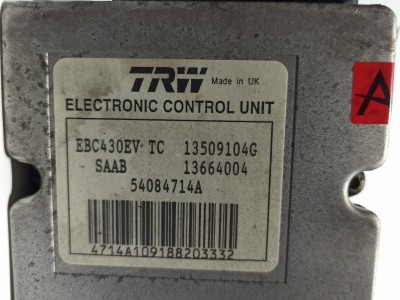 TRW Made in UK
A
ELECTRONIC CONTROL UNIT
EBC430EV TC 13509104G
SAAB 13664004
54084714A
4714A109188203332